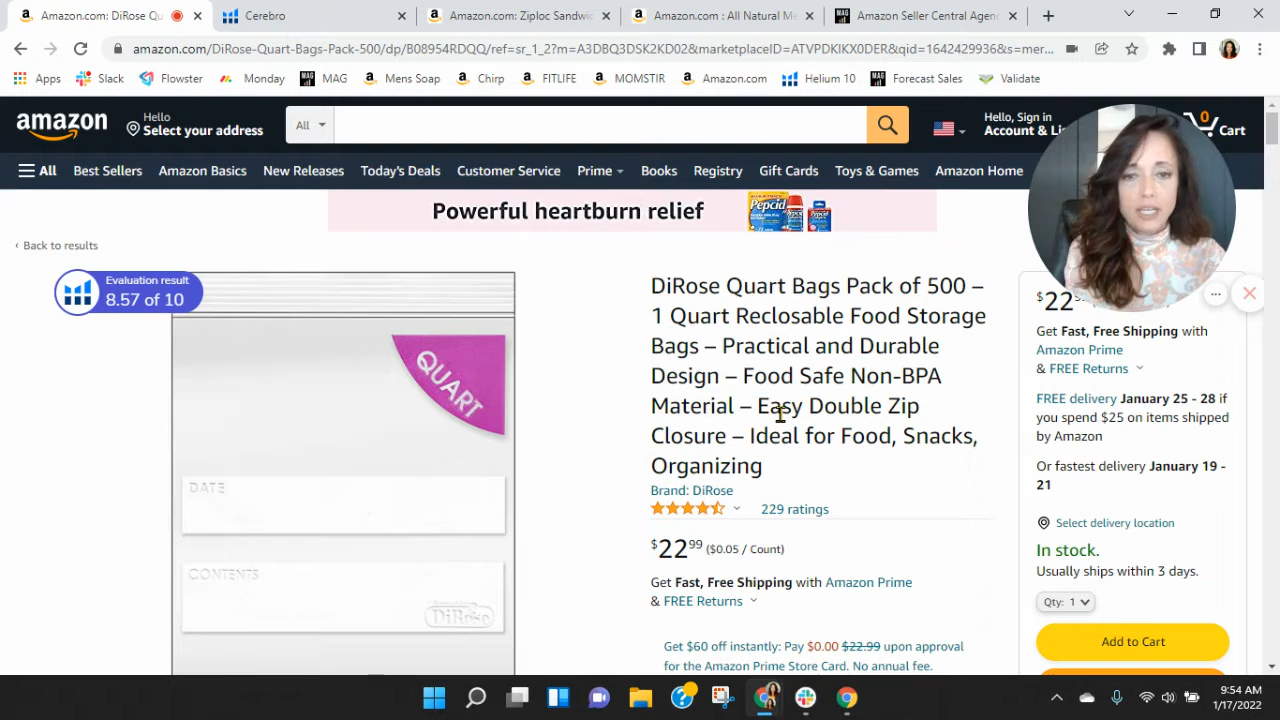 Amazon.com: DiRose Qu
Cerebro
Amazon.com: Ziploc Sandwic
Amazon.com : All Natural Me
Amazon Seller Central Agenc
amazon.com/DiRose-Quart-Bags-Pack-500/dp/B08954RDQQ/ref=sr_1_2?m=A3DBQ3DSK2KD02&marketplaceID=ATVPDKIKX0DER&qid=1642429936&s=mer...
Apps
Slack
Flowster
Monday
MAG
Mens Soap
Chirp
FITLIFE
MOMSTIR
Amazon.com
Helium 10
Forecast Sales
Validate
amazon
Hello
Select your address
All
Hello, Sign in
Account & Li
0
Cart
All
Best Sellers
Amazon Basics
New Releases
Today's Deals
Customer Service
Prime
Books
Registry
Gift Cards
Toys & Games
Amazon Home
Powerful heartburn relief
Pepcid
‹ Back to results
Evaluation result
8.57 of 10
QUART
DATE
CONTENTS
DiRose
DiRose Quart Bags Pack of 500 –
1 Quart Reclosable Food Storage
Bags – Practical and Durable
Design – Food Safe Non-BPA
Material – Easy Double Zip
Closure – Ideal for Food, Snacks,
Organizing
Brand: DiRose
229 ratings
$22 99 ($0.05 / Count)
Get Fast, Free Shipping with Amazon Prime
& FREE Returns
Get $60 off instantly: Pay $0.00 $22.99 upon approval
for the Amazon Prime Store Card. No annual fee.
$22
Get Fast, Free Shipping with
Amazon Prime
& FREE Returns
FREE delivery January 25 - 28 if
you spend $25 on items shipped
by Amazon
Or fastest delivery January 19 -
21
Select delivery location
In stock.
Usually ships within 3 days.
Qty: 1
Add to Cart
9:54 AM
1/17/2022